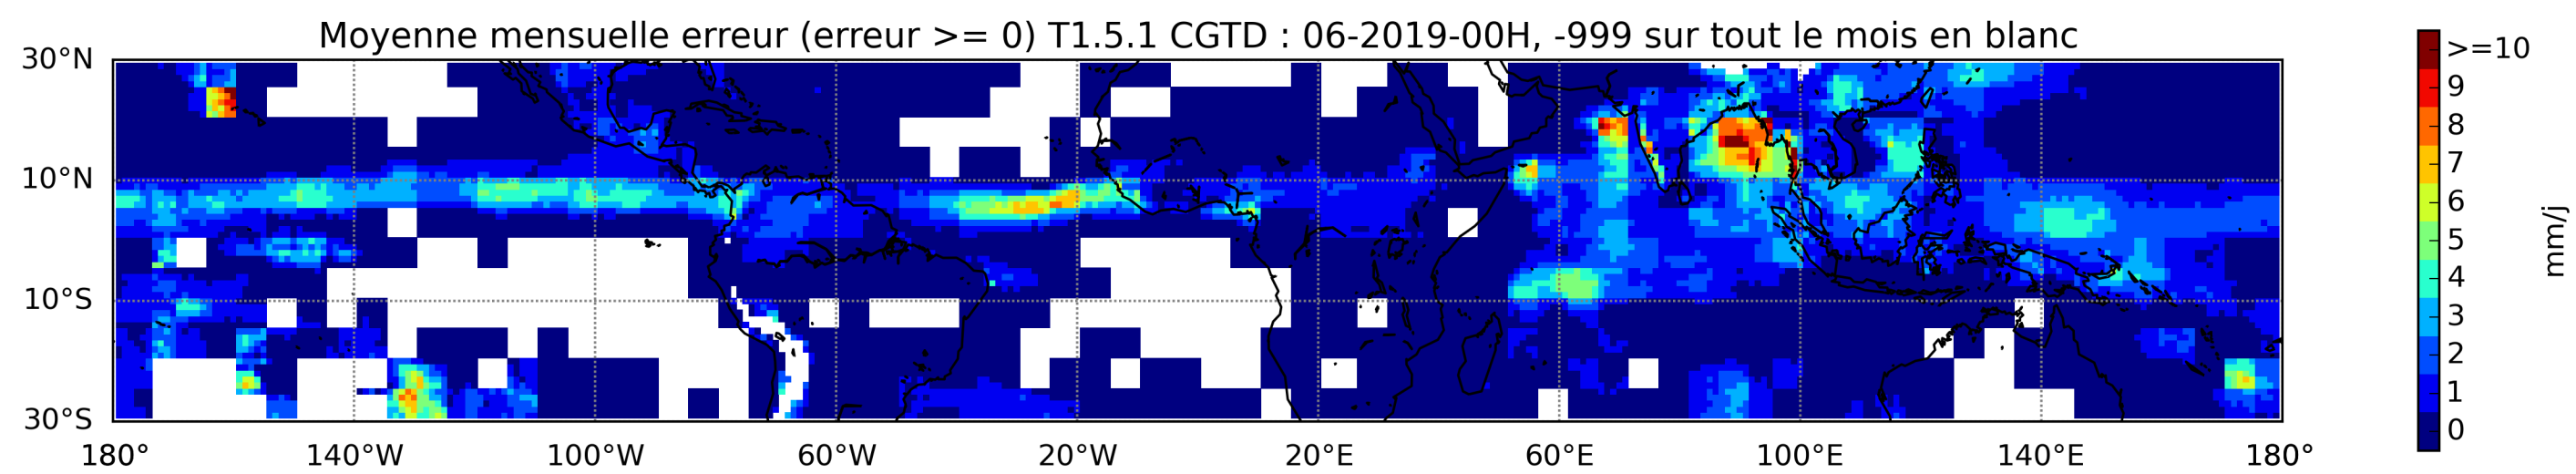 Moyenne mensuelle erreur (erreur >= 0) T1.5.1 CGTD : 06-2019-00H, -999 sur tout le mois en blanc
30°N
10°N
10°S
30°S
180° 140°W 100°W 60°W 20°W 20°E 60°E 100°E 140°E 180°
>=10
9
8
7
6
5
4
3
2
1
0
mm/j